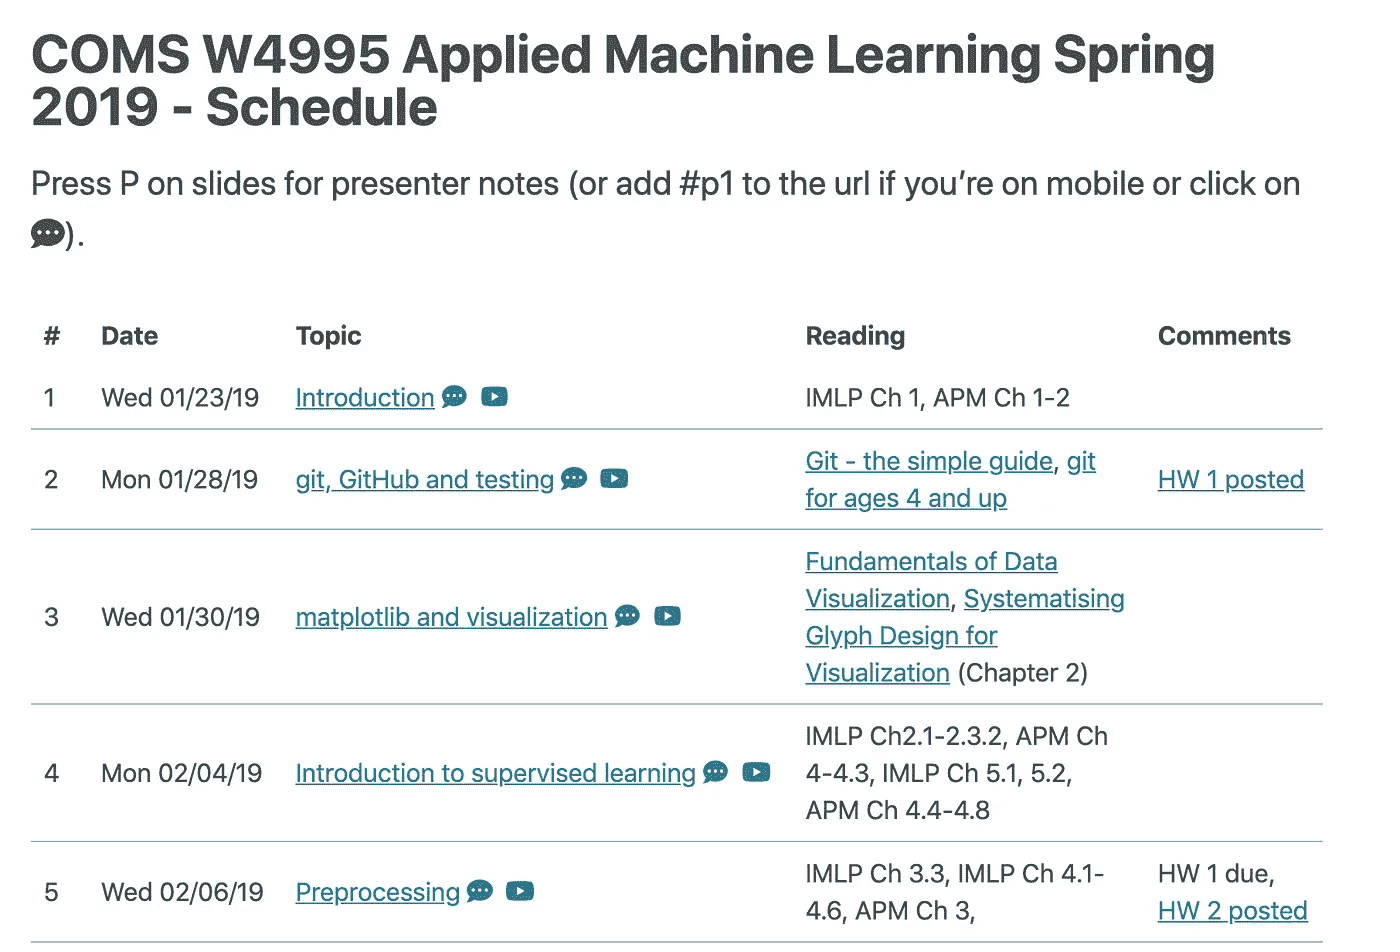 COMS W4995 Applied Machine Learning Spring
2019 - Schedule
Press P on slides for presenter notes (or add #p1 to the url if you’re on mobile or click on
).
# Date Topic Reading Comments
1 Wed 01/23/19 Introduction IMLP Ch 1, APM Ch 1-2
2 Mon 01/28/19 git, GitHub and testing Git - the simple guide, git
for ages 4 and up HW 1 posted
3 Wed 01/30/19 matplotlib and visualization Fundamentals of Data
Visualization, Systematising
Glyph Design for
Visualization (Chapter 2)
4 Mon 02/04/19 Introduction to supervised learning IMLP Ch2.1-2.3.2, APM Ch
4-4.3, IMLP Ch 5.1, 5.2,
APM Ch 4.4-4.8
5 Wed 02/06/19 Preprocessing IMLP Ch 3.3, IMLP Ch 4.1-
4.6, APM Ch 3, HW 1 due,
HW 2 posted